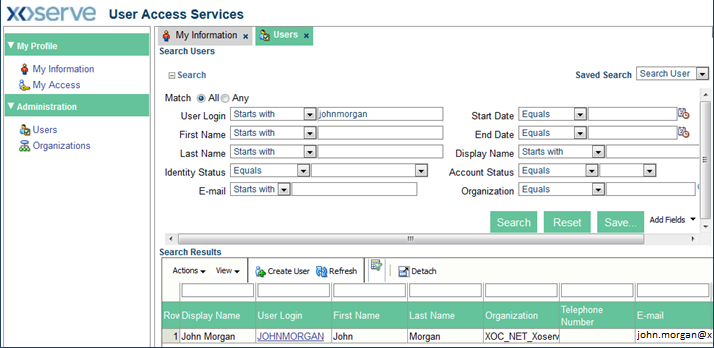 xoserve User Access Services
My Profile
My Information
My Access
Administration
Users
Organizations
My Information x Users x
Search Users
Search Saved Search Search User
Match All Any
User Login Starts with johnmorgan Start Date Equals
First Name Starts with End Date Equals
Last Name Starts with Display Name Starts with
Identity Status Equals Account Status Equals
E-mail Starts with Organization Equals
Search Reset Save... Add Fields
Search Results
Actions View Create User Refresh Detach
Row Display Name User Login First Name Last Name Organization Telephone Number E-mail
1 John Morgan JOHNMORGAN John Morgan XOC_NET_Xoserv john.morgan@x